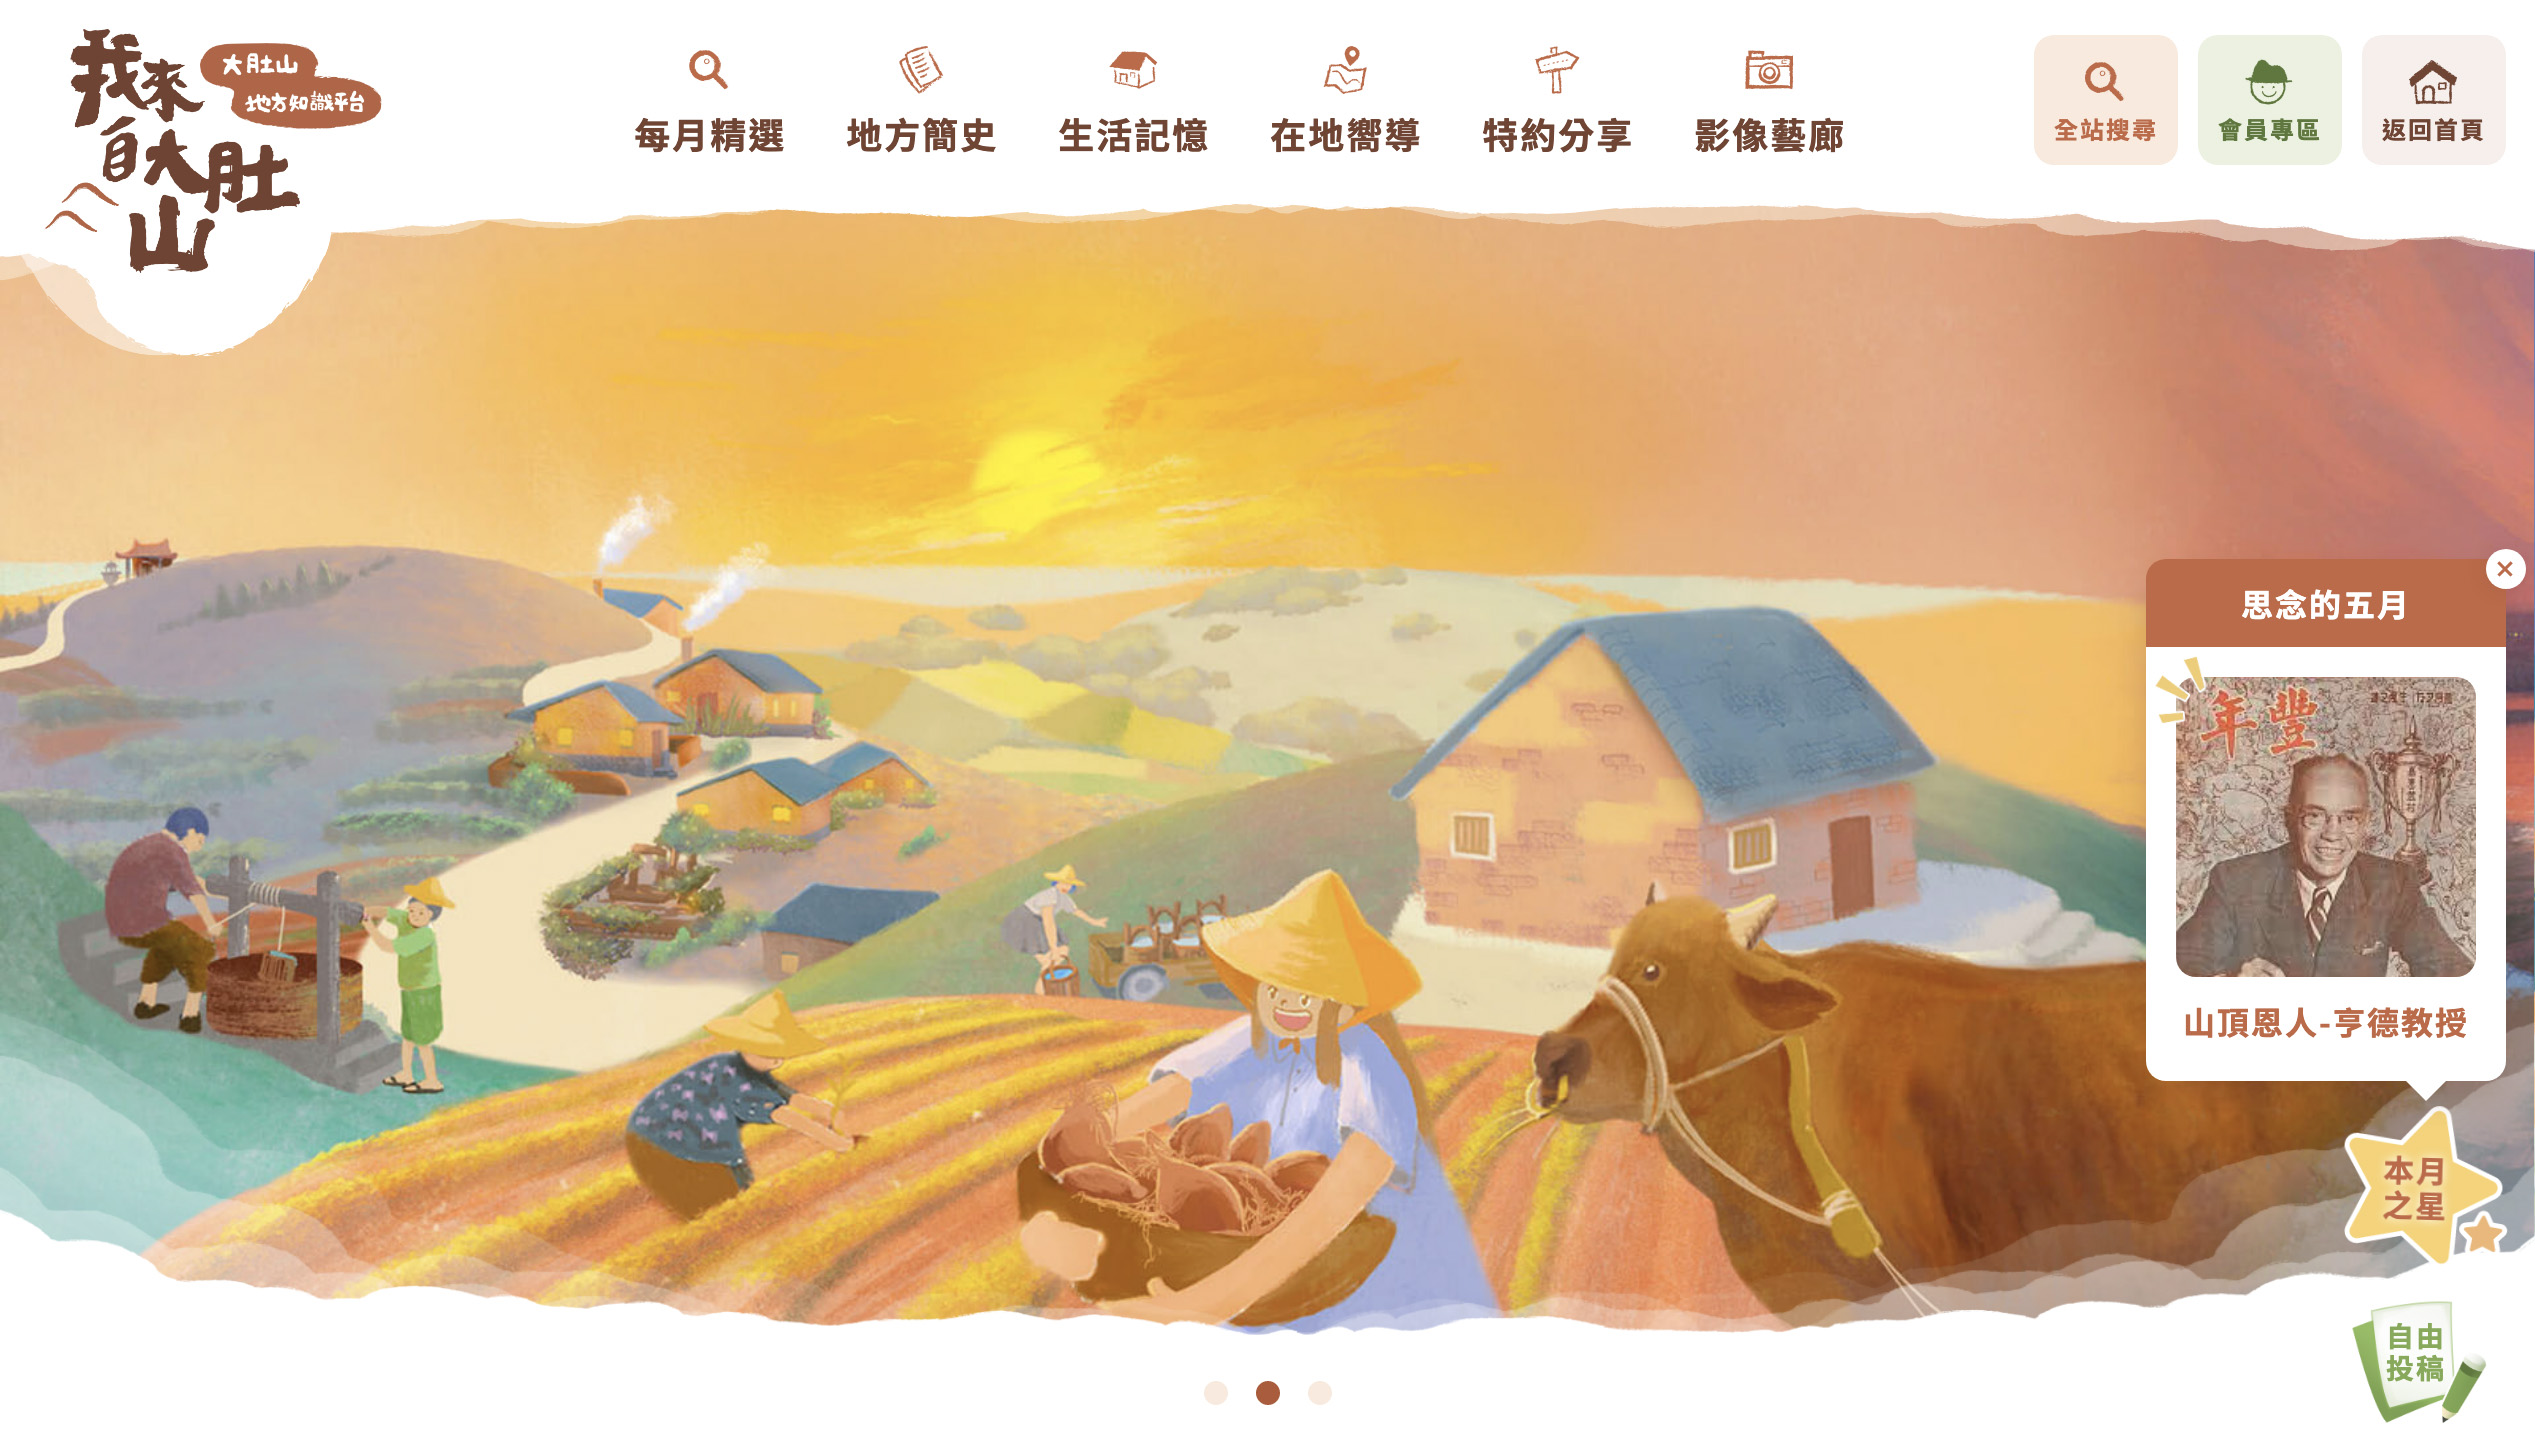 我來
自大肚
山
大肚山
地方知識平台
每月精選
地方簡史
生活記憶
在地嚮導
特約分享
影像藝廊
全站搜尋
會員專區
返回首頁
思念的五月
年豐
山頂恩人-亨德教授
本月
之星
自由
投稿